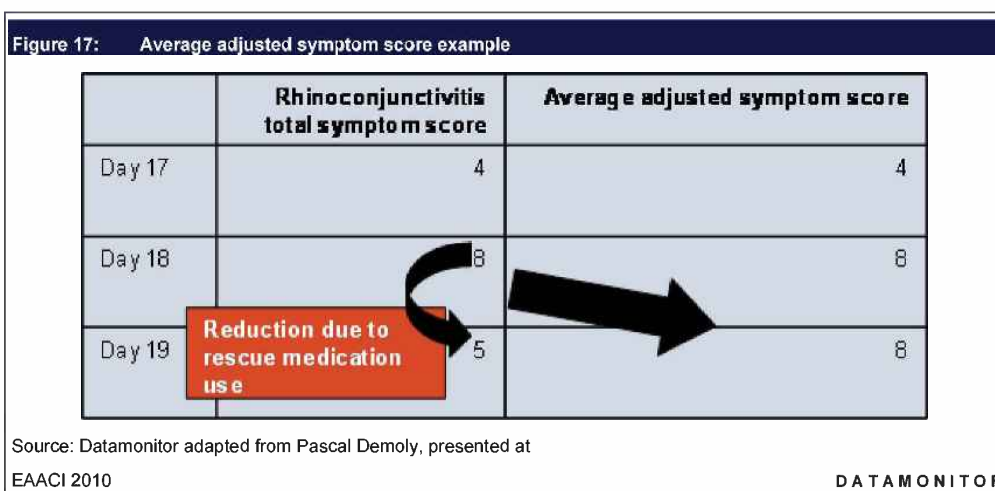 Figure 17: Average adjusted symptom score example
Rhinoconjunctivitis
total symptom score
Average adjusted symptom score
Day 17 4 4
Day 18 8 8
Day 19 5 8
Reduction due to
rescue medication
use
Source: Datamonitor adapted from Pascal Demoly, presented at
EAACI 2010
DATAMONITOR